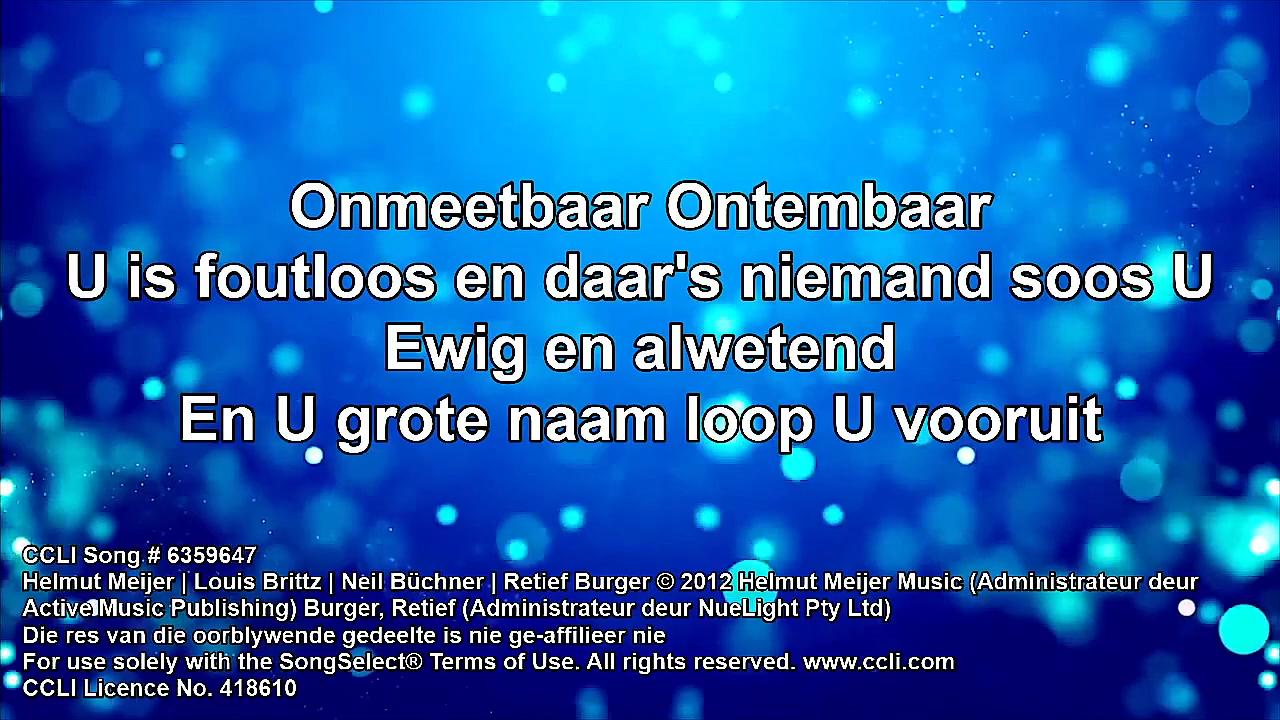 Onmeetbaar Ontembaar
U is foutloos en daar's niemand soos U
Ewig en alwetend
En U grote naam loop U vooruit
CCLI Song # 6359647
Helmut Meijer | Louis Brittz | Neil Büchner | Retief Burger © 2012 Helmut Meijer Music (Administrateur deur
Active Music Publishing) Burger, Retief (Administrateur deur NueLight Pty Ltd)
Die res van die oorblywende gedeelte is nie ge-affilieer nie
For use solely with the SongSelect® Terms of Use. All rights reserved. www.ccli.com
CCLI Licence No. 418610